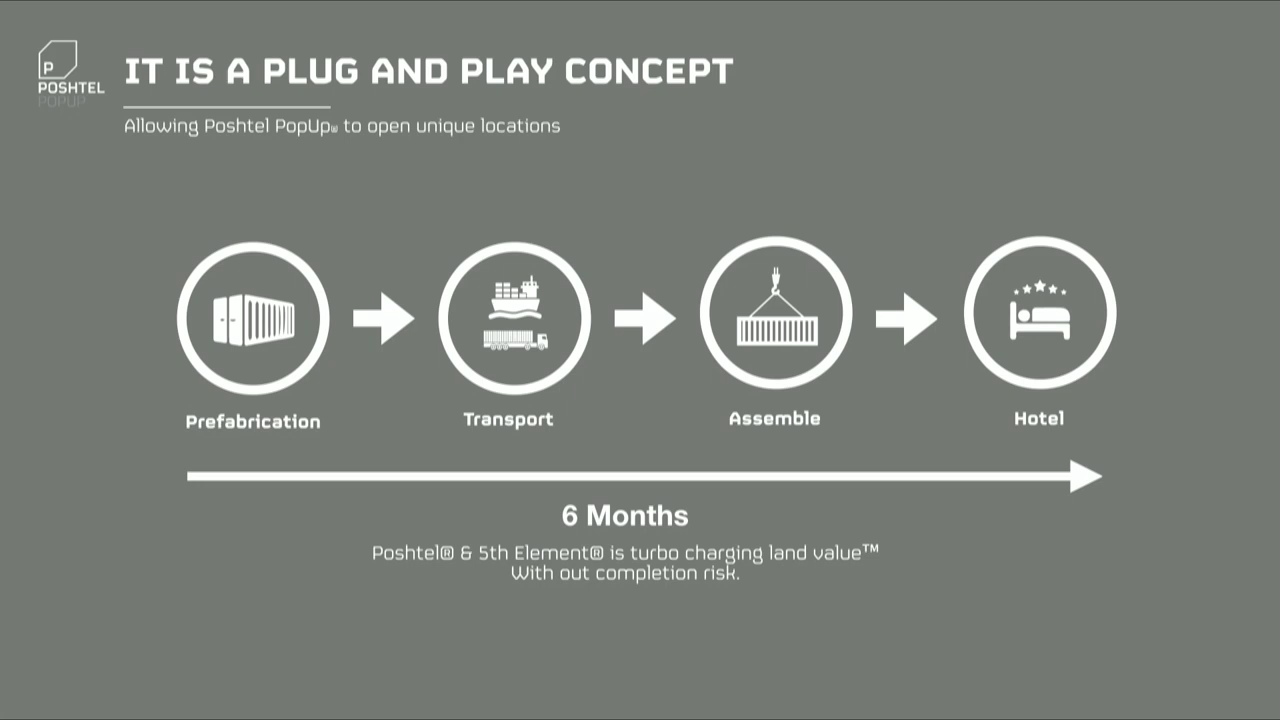 P
POSHTEL
POPUP
IT IS A PLUG AND PLAY CONCEPT
Allowing Poshtel PopUp to open unique locations
Prefabrication
Transport
Assemble
Hotel
6 Months
Poshtel® & 5th Element® is turbo charging land value™
With out completion risk.